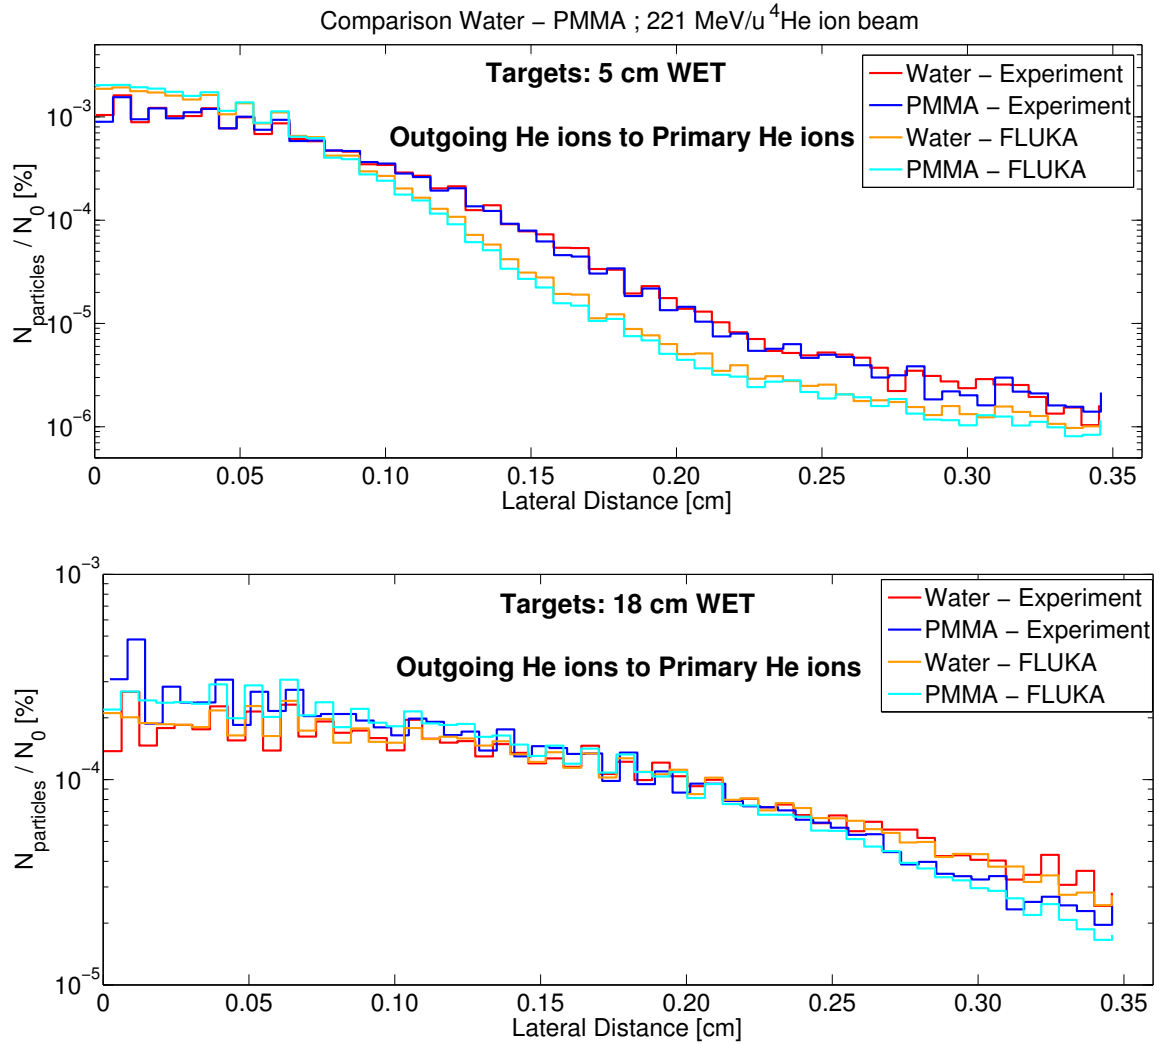 Comparison Water − PMMA ; 221 MeV/u ⁴He ion beam
Targets: 5 cm WET
Outgoing He ions to Primary He ions
Water − Experiment
PMMA − Experiment
Water − FLUKA
PMMA − FLUKA
N_particles / N_0 [%]
10⁻³
10⁻⁴
10⁻⁵
10⁻⁶
0 0.05 0.10 0.15 0.20 0.25 0.30 0.35
Lateral Distance [cm]
Targets: 18 cm WET
Outgoing He ions to Primary He ions
Water − Experiment
PMMA − Experiment
Water − FLUKA
PMMA − FLUKA
N_particles / N_0 [%]
10⁻³
10⁻⁴
10⁻⁵
0 0.05 0.10 0.15 0.20 0.25 0.30 0.35
Lateral Distance [cm]